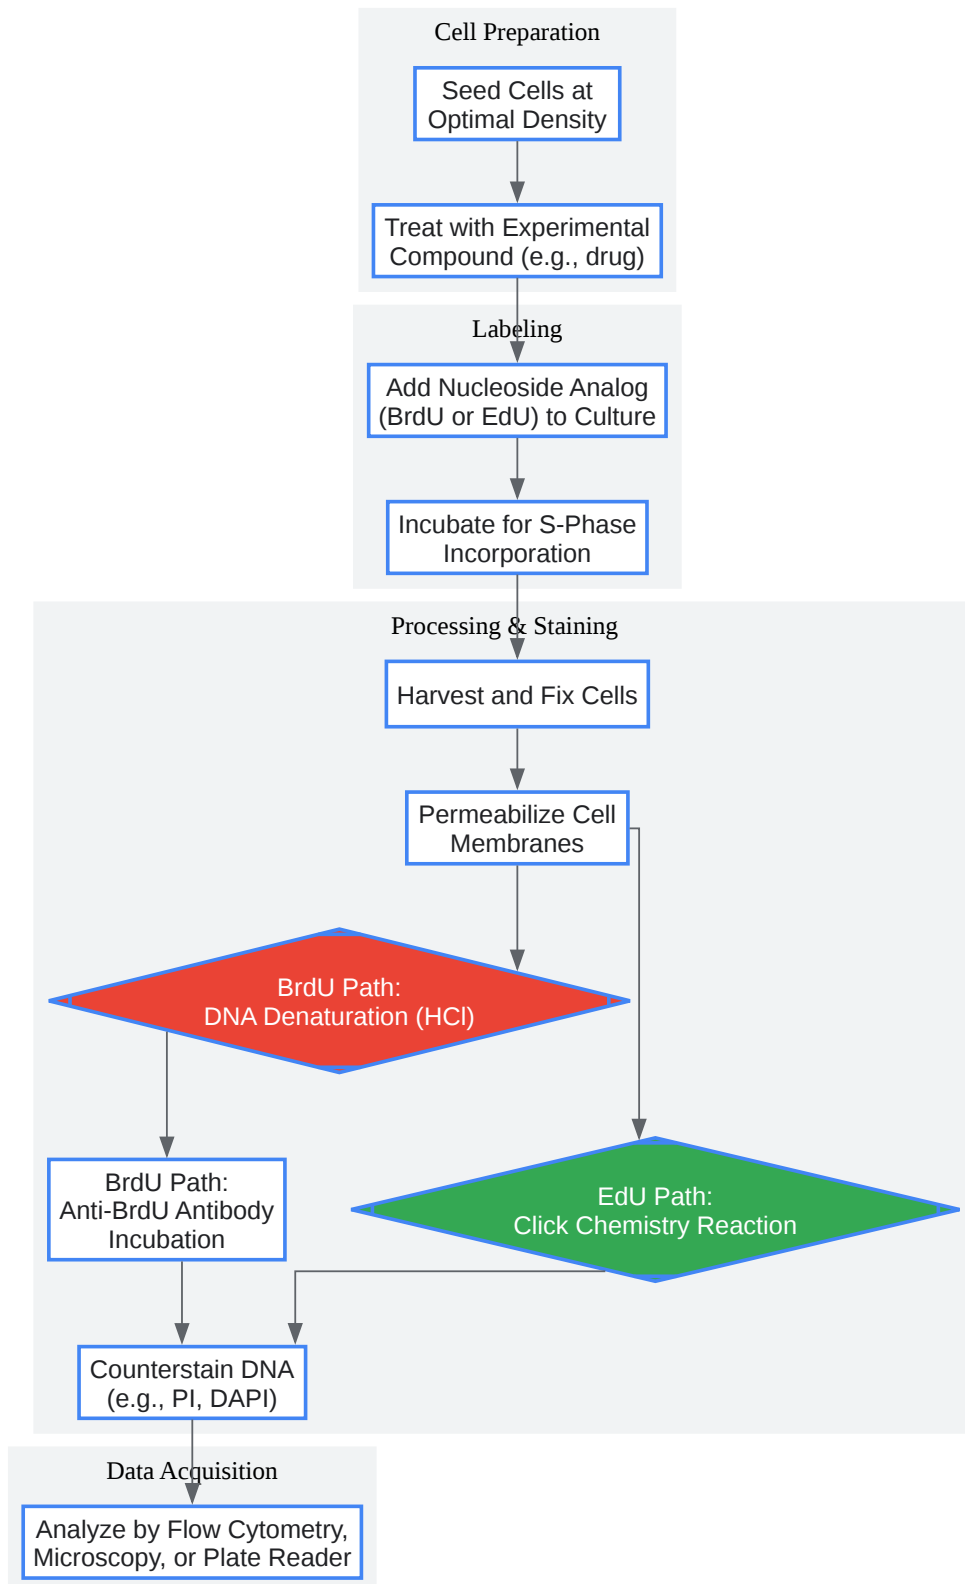 Cell Preparation
Seed Cells at
Optimal Density
Treat with Experimental
Compound (e.g., drug)
Labeling
Add Nucleoside Analog
(BrdU or EdU) to Culture
Incubate for S-Phase
Incorporation
Processing & Staining
Harvest and Fix Cells
Permeabilize Cell
Membranes
BrdU Path:
DNA Denaturation (HCl)
BrdU Path:
Anti-BrdU Antibody
Incubation
EdU Path:
Click Chemistry Reaction
Counterstain DNA
(e.g., PI, DAPI)
Data Acquisition
Analyze by Flow Cytometry,
Microscopy, or Plate Reader